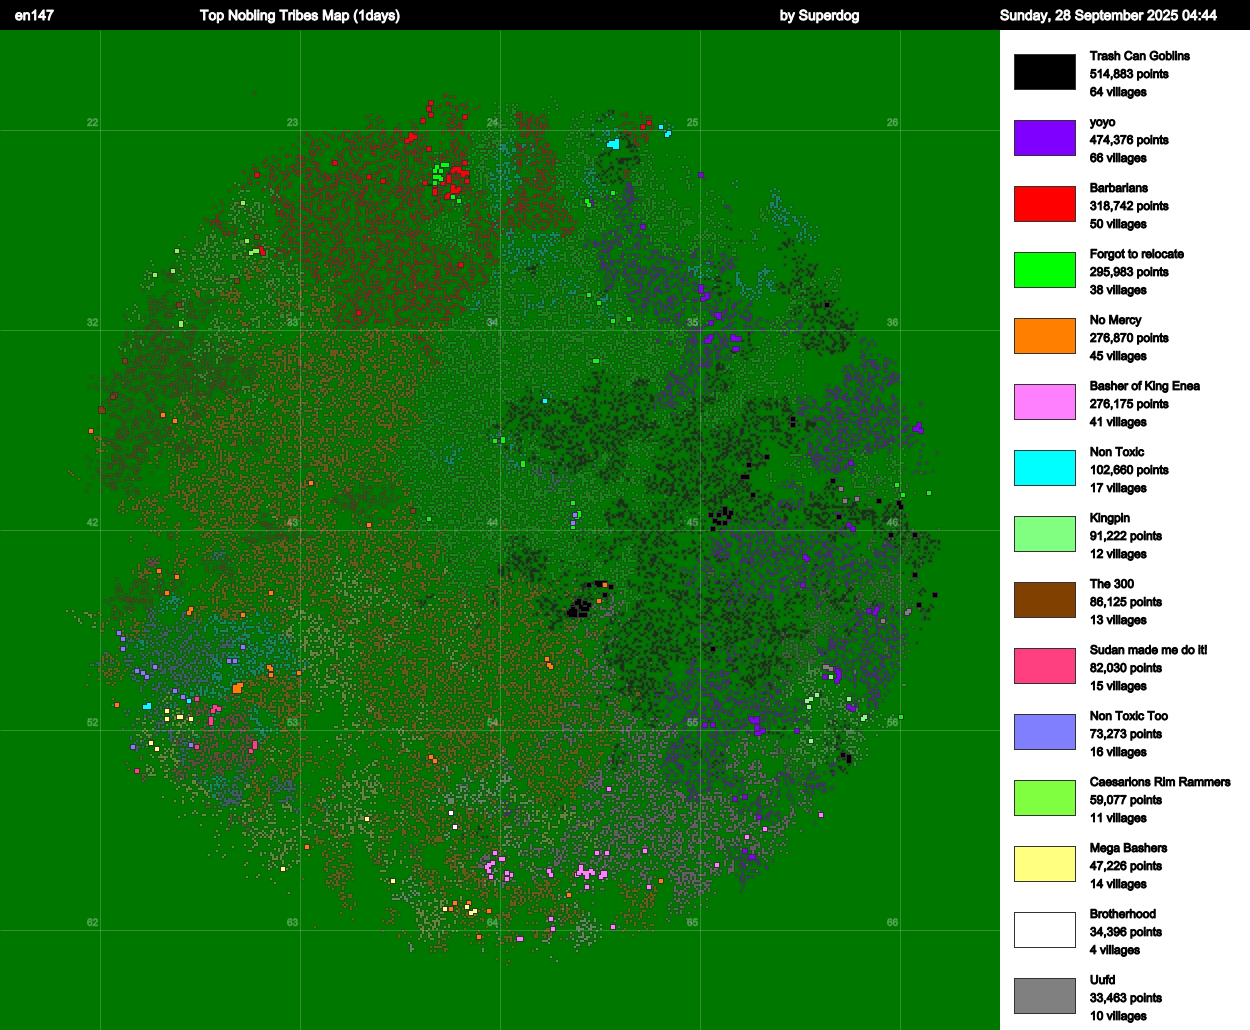 en147 Top Nobling Tribes Map (1days) by Superdog Sunday, 28 September 2025 04:44
Trash Can Goblins
514,883 points
64 villages
yoyo
474,376 points
66 villages
Barbarians
318,742 points
50 villages
Forgot to relocate
295,983 points
38 villages
No Mercy
276,870 points
45 villages
Basher of King Enea
276,175 points
41 villages
Non Toxic
102,660 points
17 villages
Kingpin
91,222 points
12 villages
The 300
86,125 points
13 villages
Sudan made me do it!
82,030 points
15 villages
Non Toxic Too
73,273 points
16 villages
Caesarions Rim Rammers
59,077 points
11 villages
Mega Bashers
47,226 points
14 villages
Brotherhood
34,396 points
4 villages
Uufd
33,463 points
10 villages
22 23 24 25 26
32 33 34 35 36
42 43 44 45 46
52 53 54 55 56
62 63 64 65 66